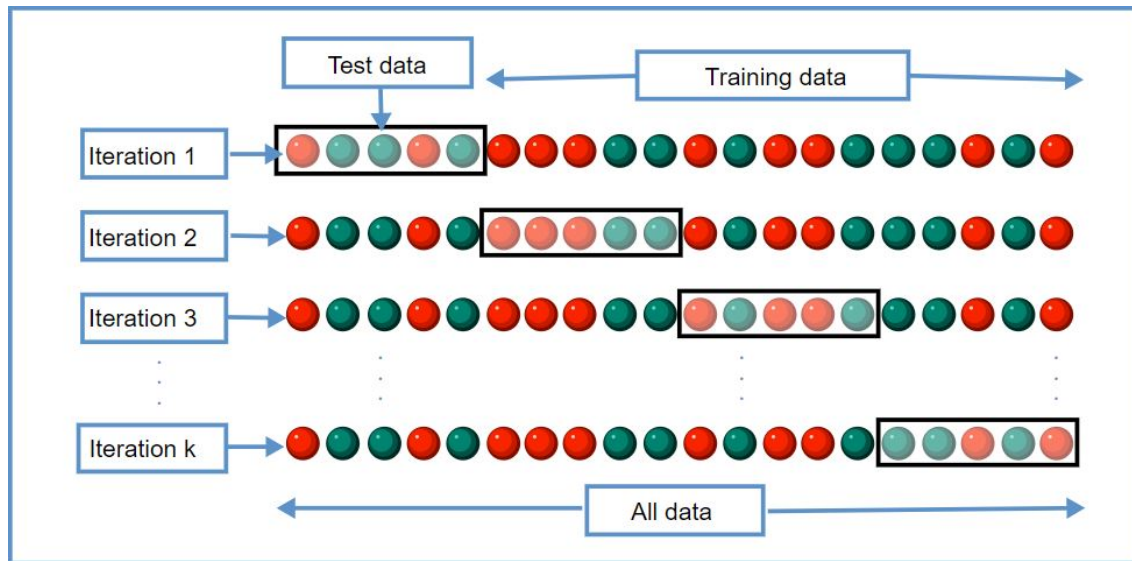 Test data
Training data
Iteration 1
Iteration 2
Iteration 3
Iteration k
All data